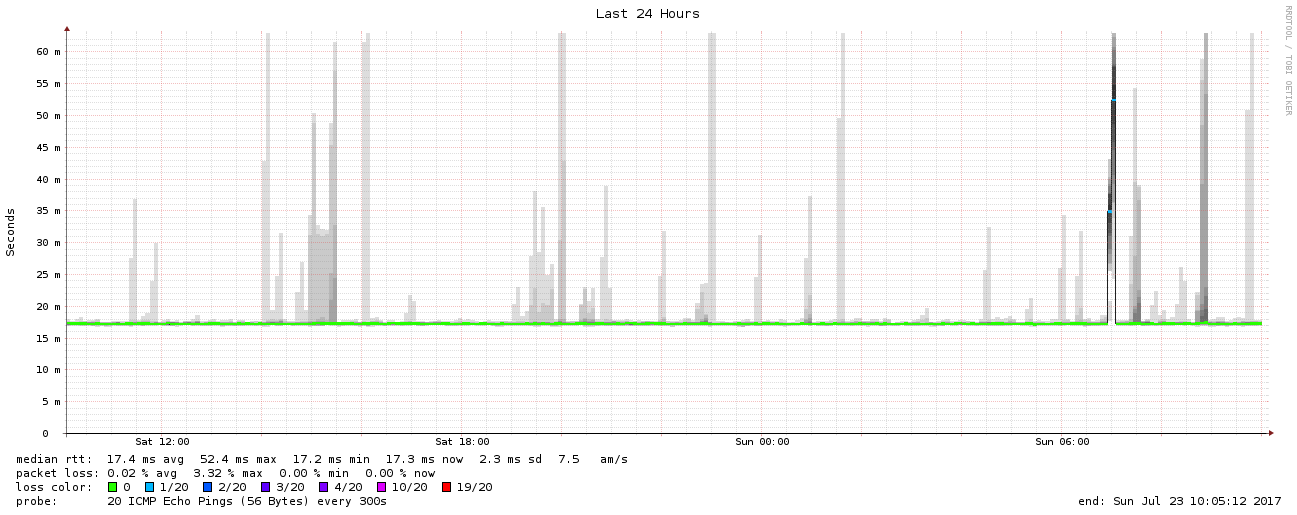 Last 24 Hours
RRDTOOL / TOBI OETIKER
Seconds
60 m
55 m
50 m
45 m
40 m
35 m
30 m
25 m
20 m
15 m
10 m
5 m
0
Sat 12:00 Sat 18:00 Sun 00:00 Sun 06:00
median rtt: 17.4 ms avg 52.4 ms max 17.2 ms min 17.3 ms now 2.3 ms sd 7.5 am/s
packet loss: 0.02 % avg 3.32 % max 0.00 % min 0.00 % now
loss color: 0 1/20 2/20 3/20 4/20 10/20 19/20
probe: 20 ICMP Echo Pings (56 Bytes) every 300s end: Sun Jul 23 10:05:12 2017